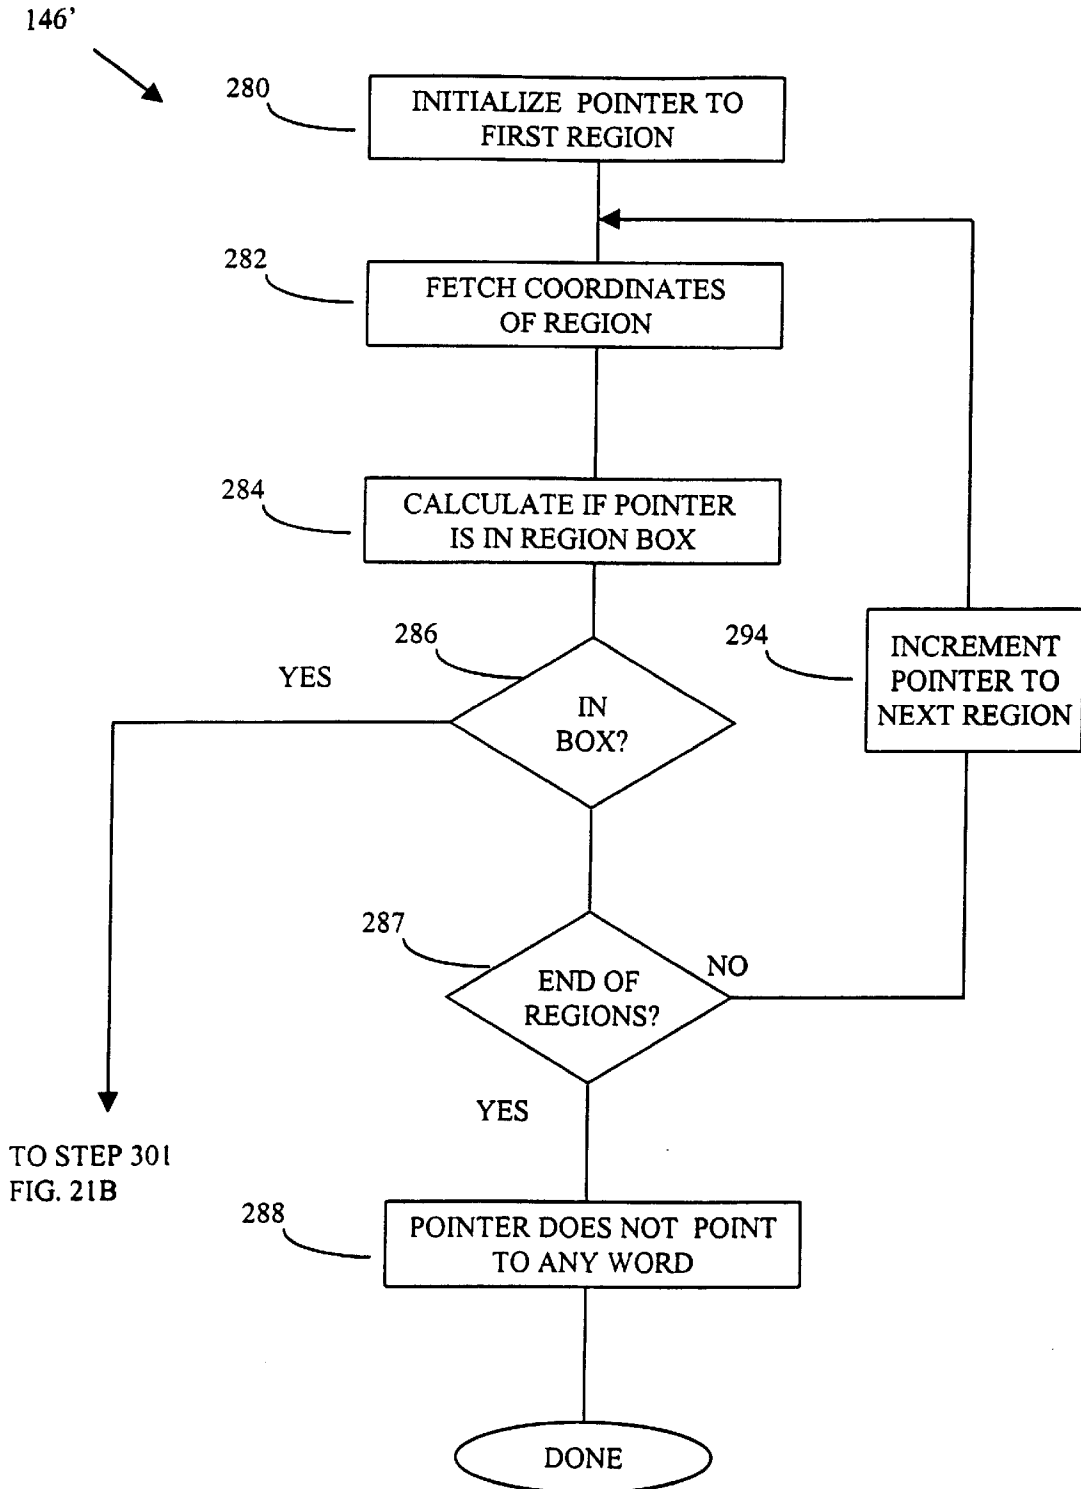 146'
280
INITIALIZE POINTER TO
FIRST REGION
282
FETCH COORDINATES
OF REGION
284
CALCULATE IF POINTER
IS IN REGION BOX
286
294
INCREMENT
POINTER TO
NEXT REGION
YES
IN
BOX?
287
END OF
REGIONS?
NO
YES
TO STEP 301
FIG. 21B
288
POINTER DOES NOT POINT
TO ANY WORD
DONE